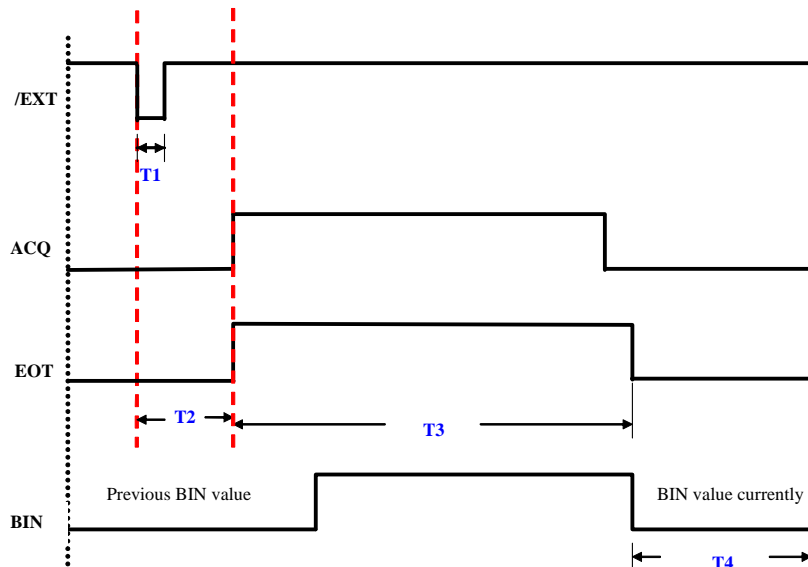 /EXT
T1
ACQ
EOT
T2
T3
Previous BIN value
BIN value currently
BIN
T4